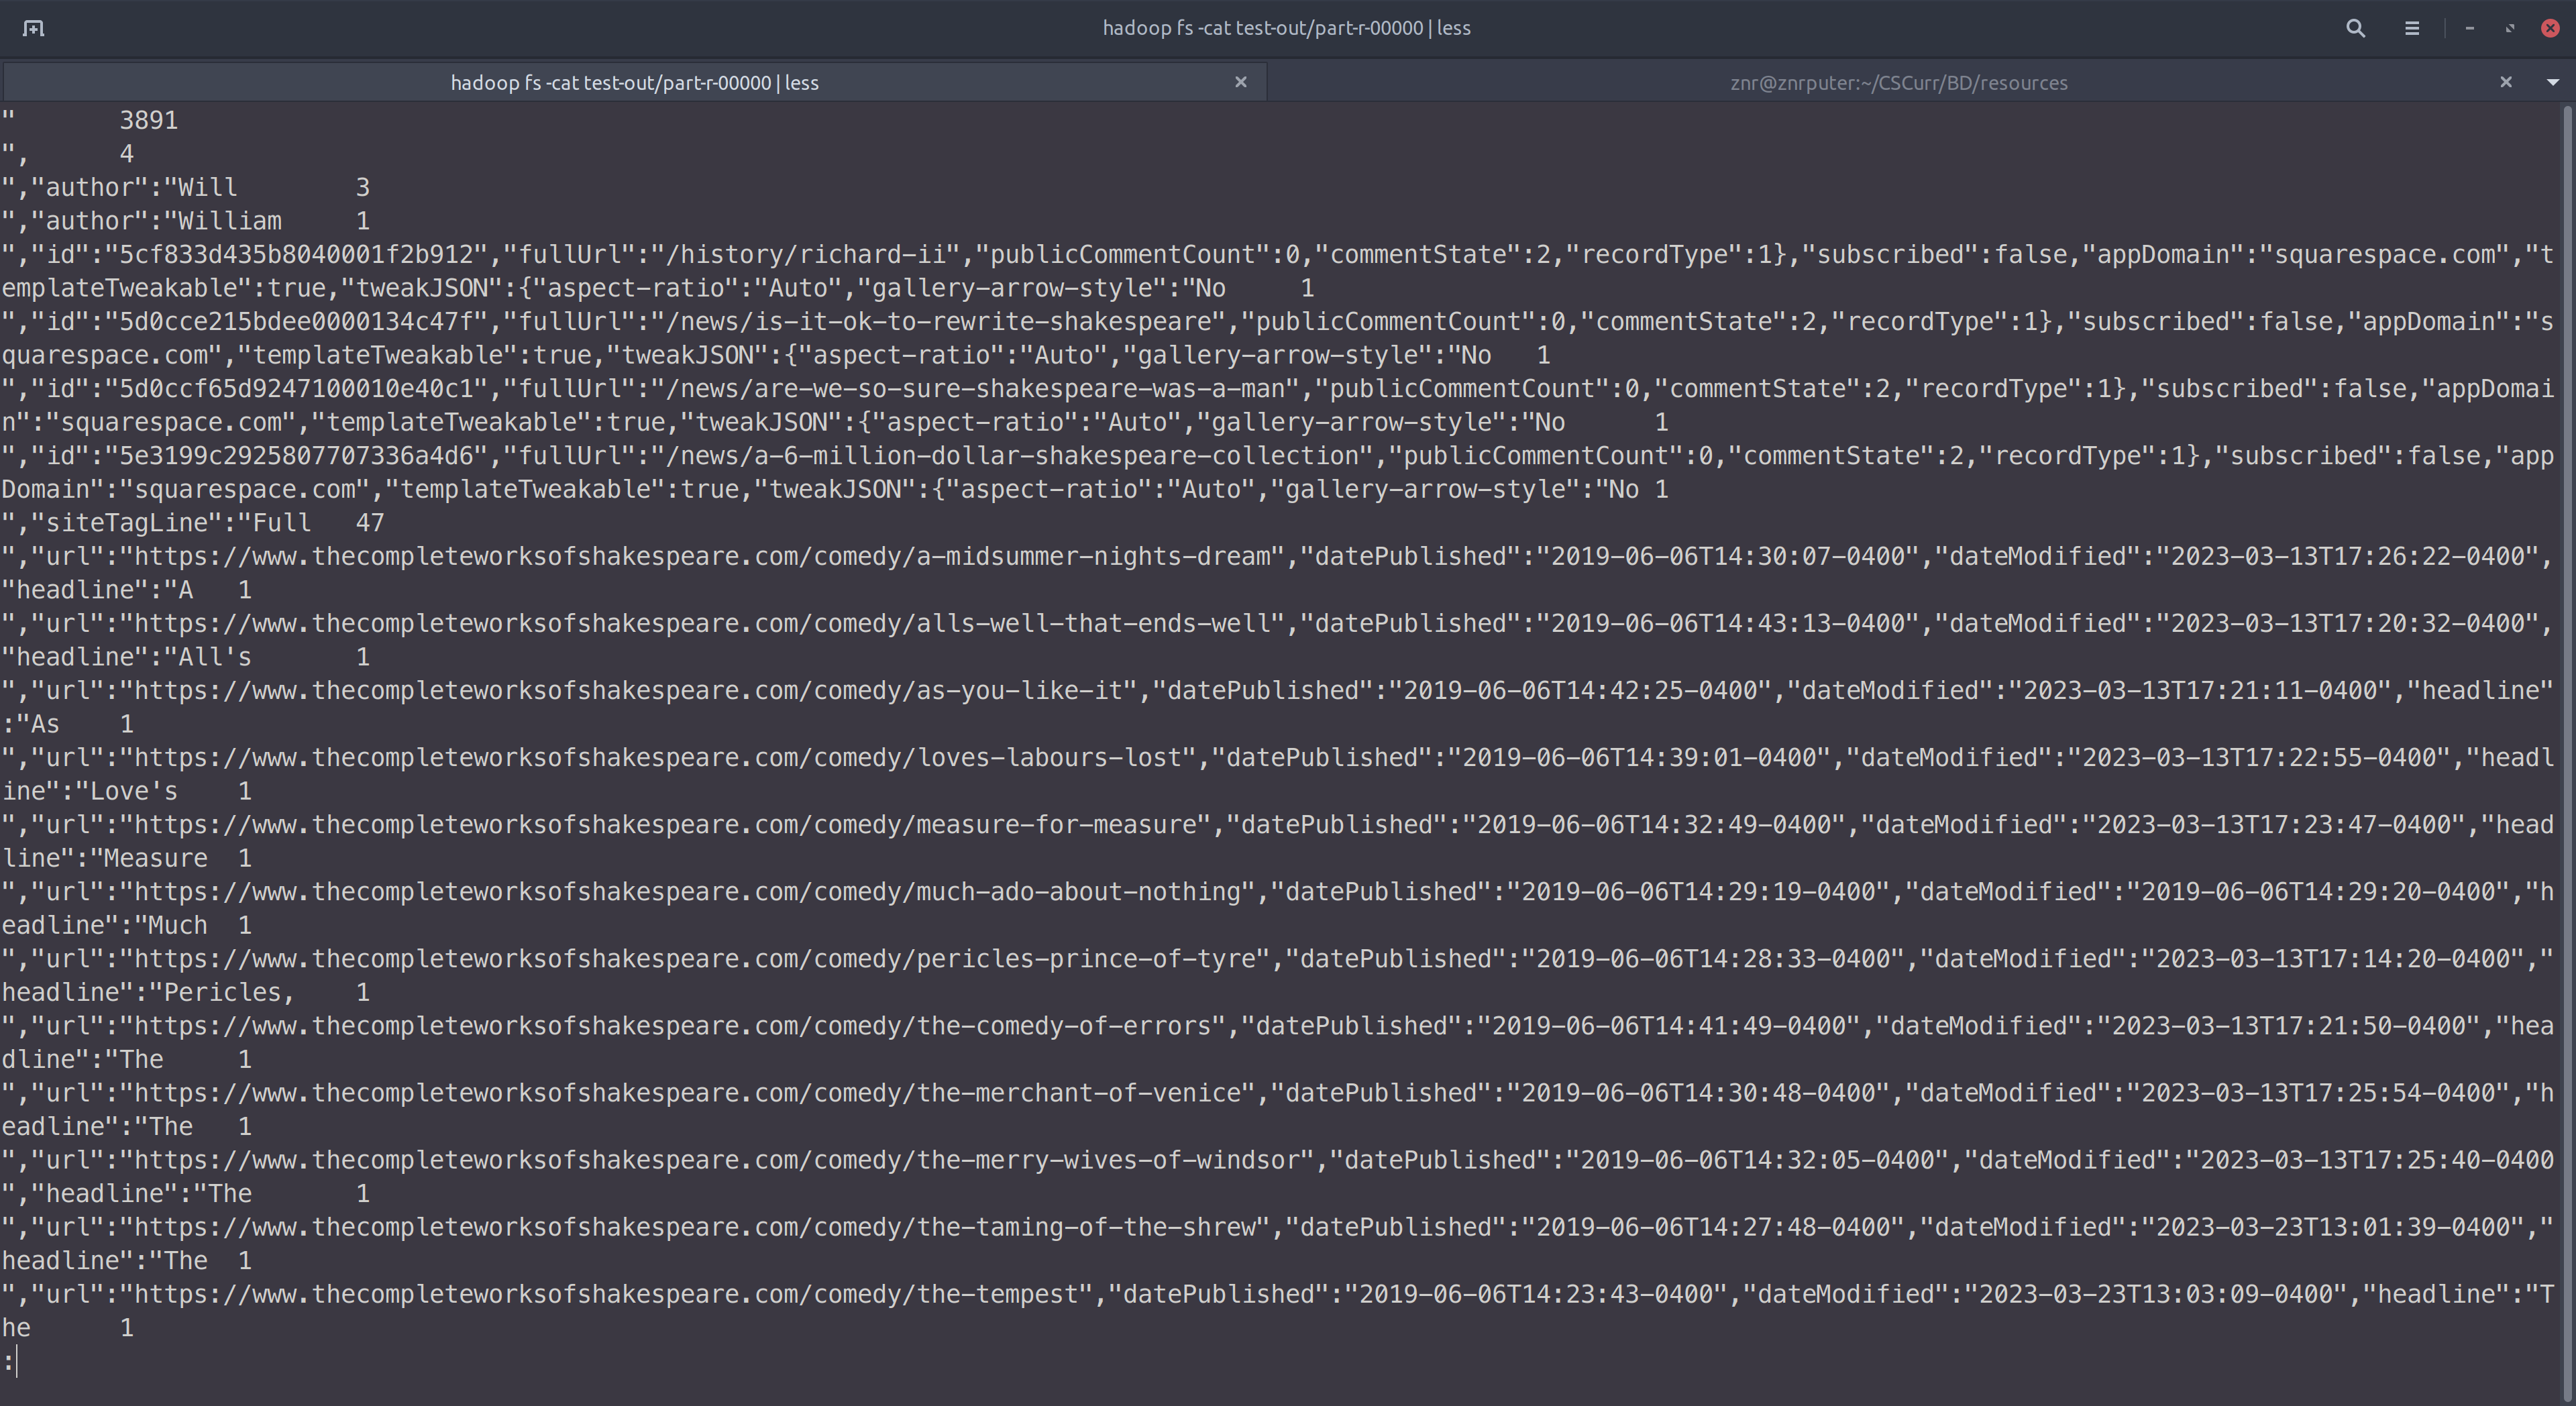 hadoop fs -cat test-out/part-r-00000 | less
hadoop fs -cat test-out/part-r-00000 | less
znr@znrputer:~/CSCurr/BD/resources
"       3891
",      4
","author":"Will        3
","author":"William     1
","id":"5cf833d435b8040001f2b912","fullUrl":"/history/richard-ii","publicCommentCount":0,"commentState":2,"recordType":1},"subscribed":false,"appDomain":"squarespace.com","t
emplateTweakable":true,"tweakJSON":{"aspect-ratio":"Auto","gallery-arrow-style":"No     1
","id":"5d0cce215bdee0000134c47f","fullUrl":"/news/is-it-ok-to-rewrite-shakespeare","publicCommentCount":0,"commentState":2,"recordType":1},"subscribed":false,"appDomain":"s
quarespace.com","templateTweakable":true,"tweakJSON":{"aspect-ratio":"Auto","gallery-arrow-style":"No   1
","id":"5d0ccf65d9247100010e40c1","fullUrl":"/news/are-we-so-sure-shakespeare-was-a-man","publicCommentCount":0,"commentState":2,"recordType":1},"subscribed":false,"appDomai
n":"squarespace.com","templateTweakable":true,"tweakJSON":{"aspect-ratio":"Auto","gallery-arrow-style":"No      1
","id":"5e3199c2925807707336a4d6","fullUrl":"/news/a-6-million-dollar-shakespeare-collection","publicCommentCount":0,"commentState":2,"recordType":1},"subscribed":false,"app
Domain":"squarespace.com","templateTweakable":true,"tweakJSON":{"aspect-ratio":"Auto","gallery-arrow-style":"No 1
","siteTagLine":"Full   47
","url":"https://www.thecompleteworksofshakespeare.com/comedy/a-midsummer-nights-dream","datePublished":"2019-06-06T14:30:07-0400","dateModified":"2023-03-13T17:26:22-0400",
"headline":"A   1
","url":"https://www.thecompleteworksofshakespeare.com/comedy/alls-well-that-ends-well","datePublished":"2019-06-06T14:43:13-0400","dateModified":"2023-03-13T17:20:32-0400",
"headline":"All's       1
","url":"https://www.thecompleteworksofshakespeare.com/comedy/as-you-like-it","datePublished":"2019-06-06T14:42:25-0400","dateModified":"2023-03-13T17:21:11-0400","headline"
:"As    1
","url":"https://www.thecompleteworksofshakespeare.com/comedy/loves-labours-lost","datePublished":"2019-06-06T14:39:01-0400","dateModified":"2023-03-13T17:22:55-0400","headl
ine":"Love's    1
","url":"https://www.thecompleteworksofshakespeare.com/comedy/measure-for-measure","datePublished":"2019-06-06T14:32:49-0400","dateModified":"2023-03-13T17:23:47-0400","head
line":"Measure  1
","url":"https://www.thecompleteworksofshakespeare.com/comedy/much-ado-about-nothing","datePublished":"2019-06-06T14:29:19-0400","dateModified":"2019-06-06T14:29:20-0400","h
eadline":"Much  1
","url":"https://www.thecompleteworksofshakespeare.com/comedy/pericles-prince-of-tyre","datePublished":"2019-06-06T14:28:33-0400","dateModified":"2023-03-13T17:14:20-0400","
headline":"Pericles,    1
","url":"https://www.thecompleteworksofshakespeare.com/comedy/the-comedy-of-errors","datePublished":"2019-06-06T14:41:49-0400","dateModified":"2023-03-13T17:21:50-0400","hea
dline":"The     1
","url":"https://www.thecompleteworksofshakespeare.com/comedy/the-merchant-of-venice","datePublished":"2019-06-06T14:30:48-0400","dateModified":"2023-03-13T17:25:54-0400","h
eadline":"The   1
","url":"https://www.thecompleteworksofshakespeare.com/comedy/the-merry-wives-of-windsor","datePublished":"2019-06-06T14:32:05-0400","dateModified":"2023-03-13T17:25:40-0400
","headline":"The       1
","url":"https://www.thecompleteworksofshakespeare.com/comedy/the-taming-of-the-shrew","datePublished":"2019-06-06T14:27:48-0400","dateModified":"2023-03-23T13:01:39-0400","
headline":"The  1
","url":"https://www.thecompleteworksofshakespeare.com/comedy/the-tempest","datePublished":"2019-06-06T14:23:43-0400","dateModified":"2023-03-23T13:03:09-0400","headline":"T
he      1
: